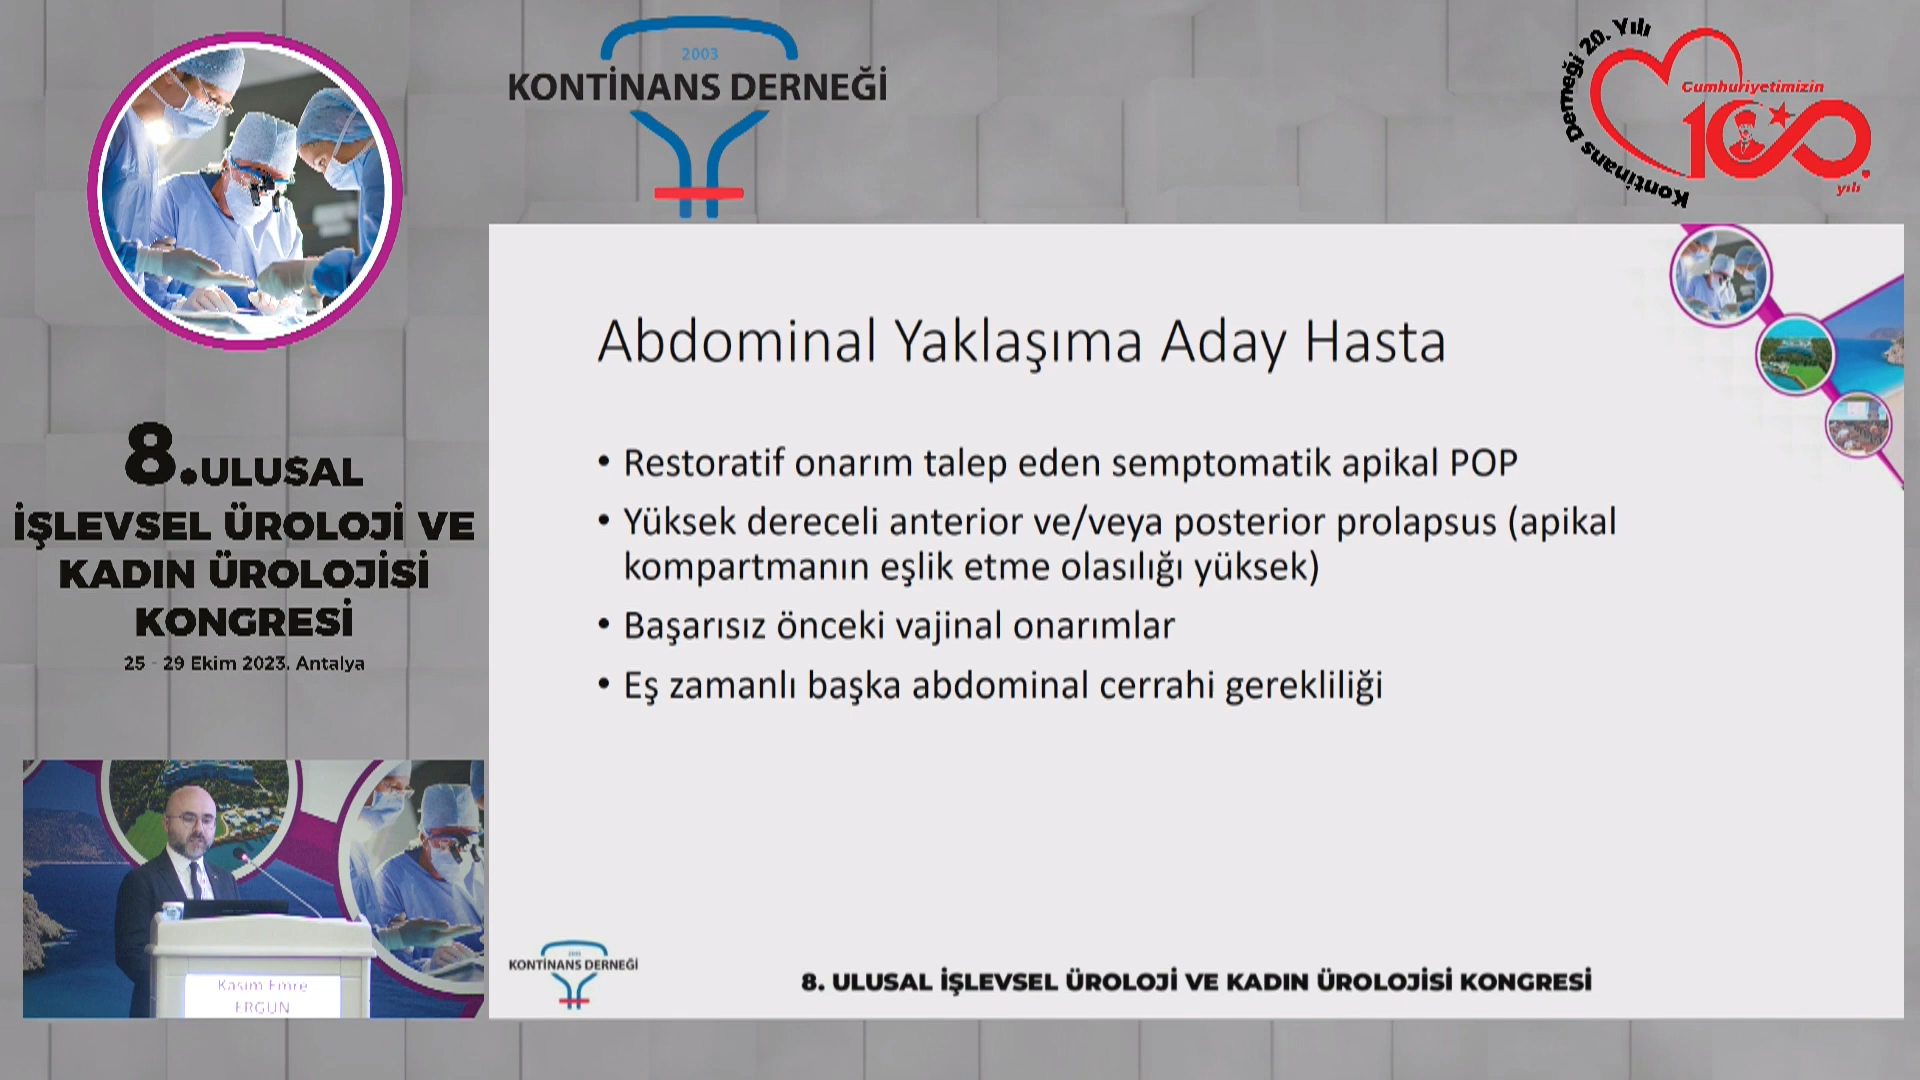 2003
KONTİNANS DERNEĞİ
Kontinans Derneği 20. Yılı
Cumhuriyetimizin
100.
yılı
8.ULUSAL
İŞLEVSEL ÜROLOJİ VE
KADIN ÜROLOJİSİ
KONGRESİ
25 - 29 Ekim 2023. Antalya
Abdominal Yaklaşıma Aday Hasta
• Restoratif onarım talep eden semptomatik apikal POP
• Yüksek dereceli anterior ve/veya posterior prolapsus (apikal
kompartmanın eşlik etme olasılığı yüksek)
• Başarısız önceki vajinal onarımlar
• Eş zamanlı başka abdominal cerrahi gerekliliği
Kasım Emre
ERGÜN
2003
KONTİNANS DERNEĞİ
8. ULUSAL İŞLEVSEL ÜROLOJİ VE KADIN ÜROLOJİSİ KONGRESİ